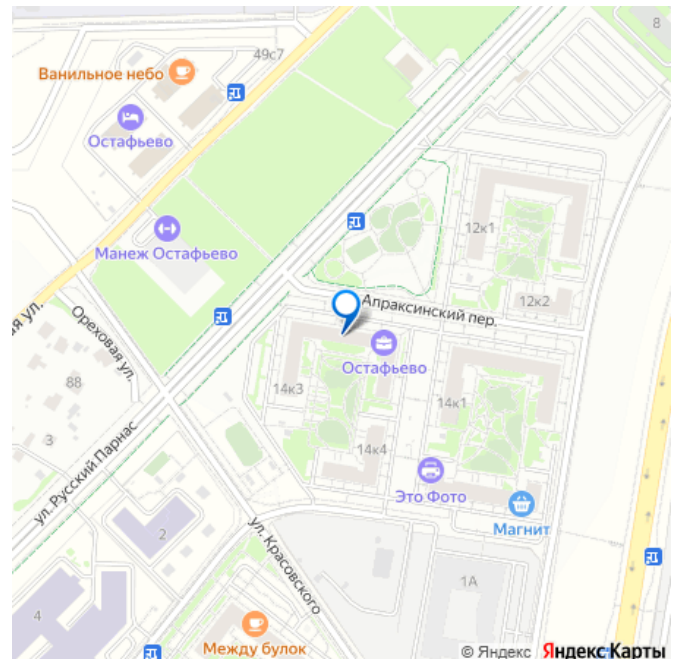 8
49с7
Ванильное небо
Остафьево
Манеж Остафьево
12к1
12к2
Апраксинский пер.
ая ул.
Ореховая ул.
Остафьево
14к3
14к1
88
3
14к4
ул. Русский Парнас
Это Фото
Магнит
2
ул. Красовского
1А
4
Между булок
© Яндекс Яндекс Карты